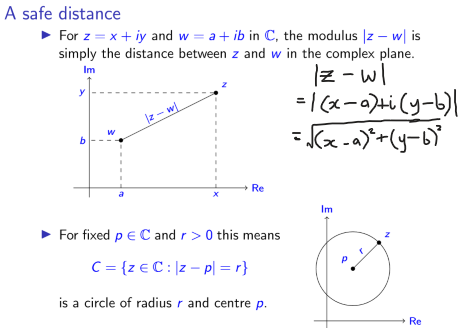 A safe distance
▶ For z = x + iy and w = a + ib in ℂ, the modulus |z − w| is
simply the distance between z and w in the complex plane.
Im
y
z
|z − w|
w
b
a
x
Re
|z − w|
= |(x − a) + i(y − b)|
= √((x − a)² + (y − b)²)
▶ For fixed p ∈ ℂ and r > 0 this means
C = {z ∈ ℂ : |z − p| = r}
is a circle of radius r and centre p.
Im
z
r
p
Re